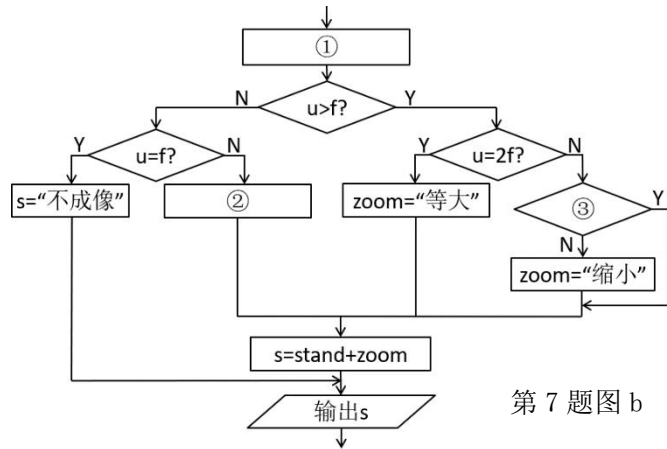 ①
N
u>f?
Y
Y
u=f?
N
Y
u=2f?
N
s=“不成像”
②
zoom=“等大”
③
Y
N
zoom=“缩小”
s=stand+zoom
输出s
第 7 题图 b